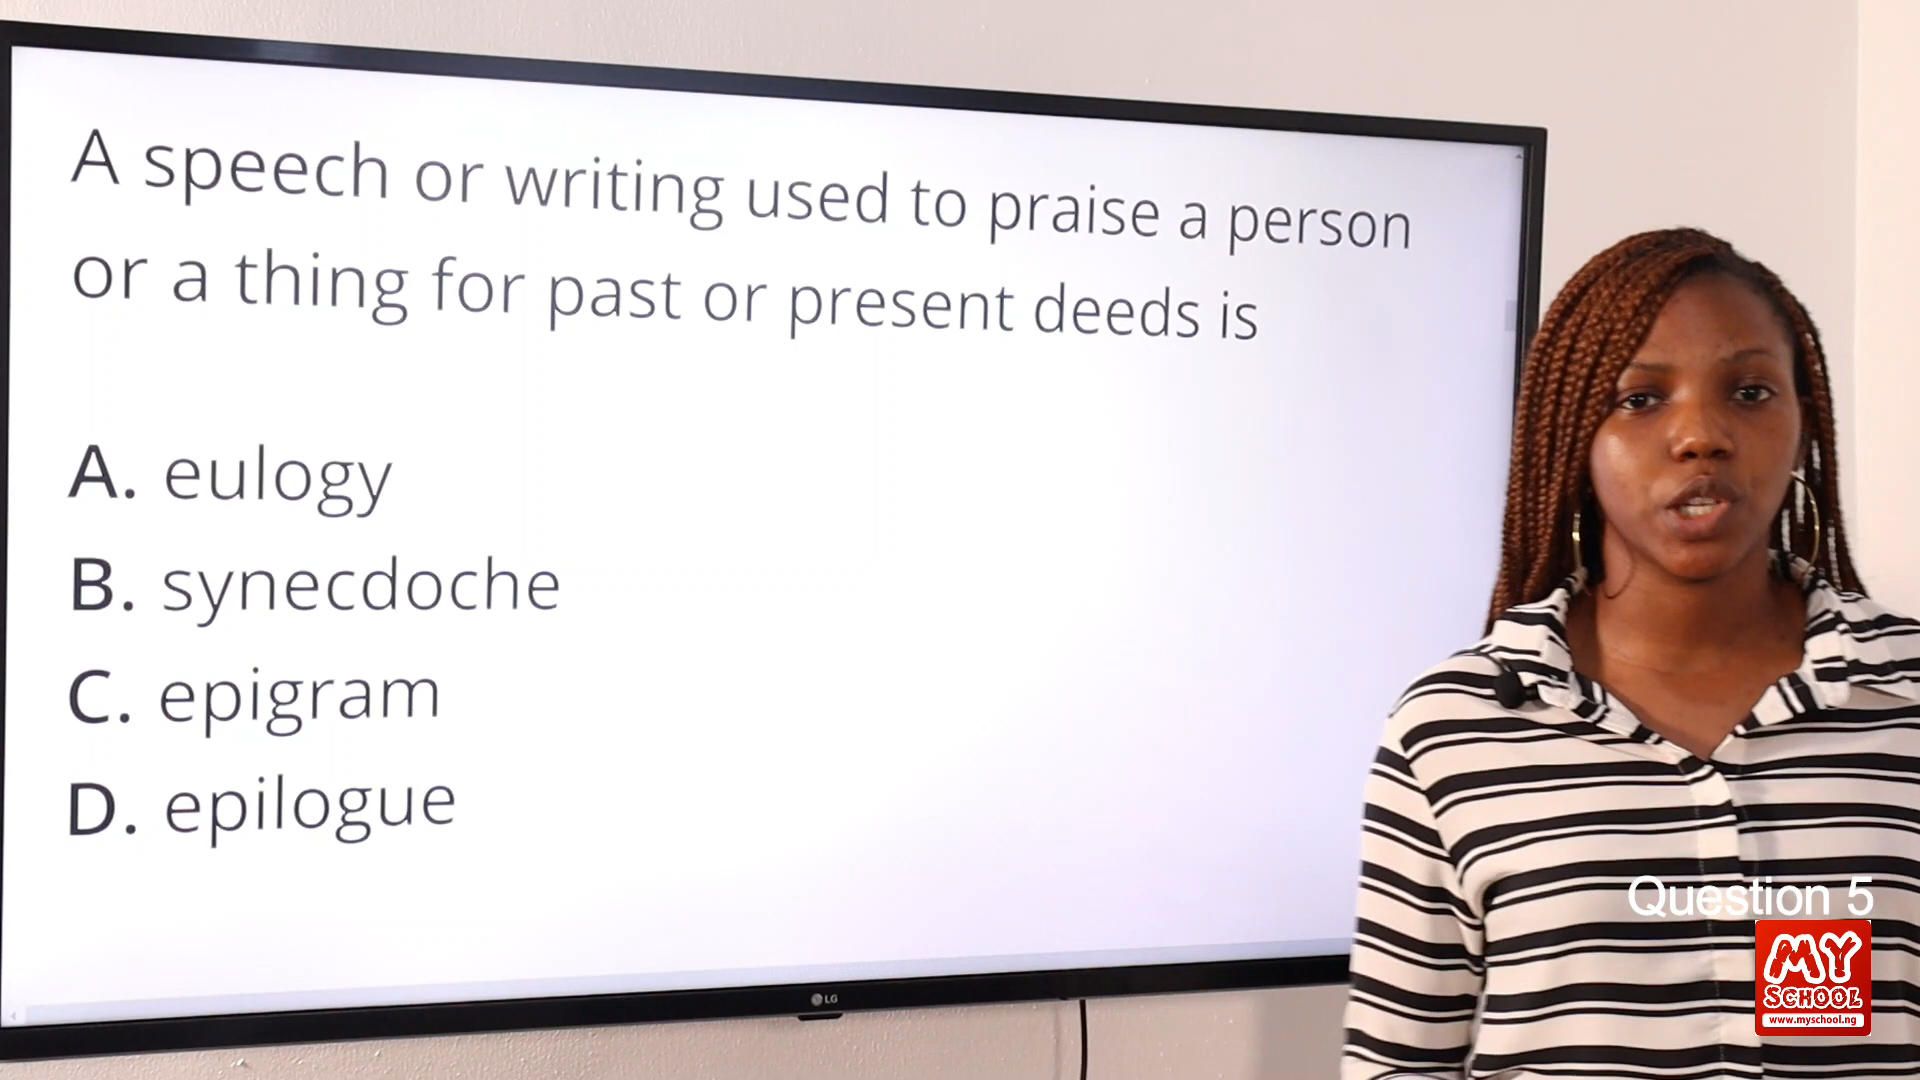 A speech or writing used to praise a person
or a thing for past or present deeds is
A. eulogy
B. synecdoche
C. epigram
D. epilogue
LG
Question 5
MY
SCHOOL
www.myschool.ng